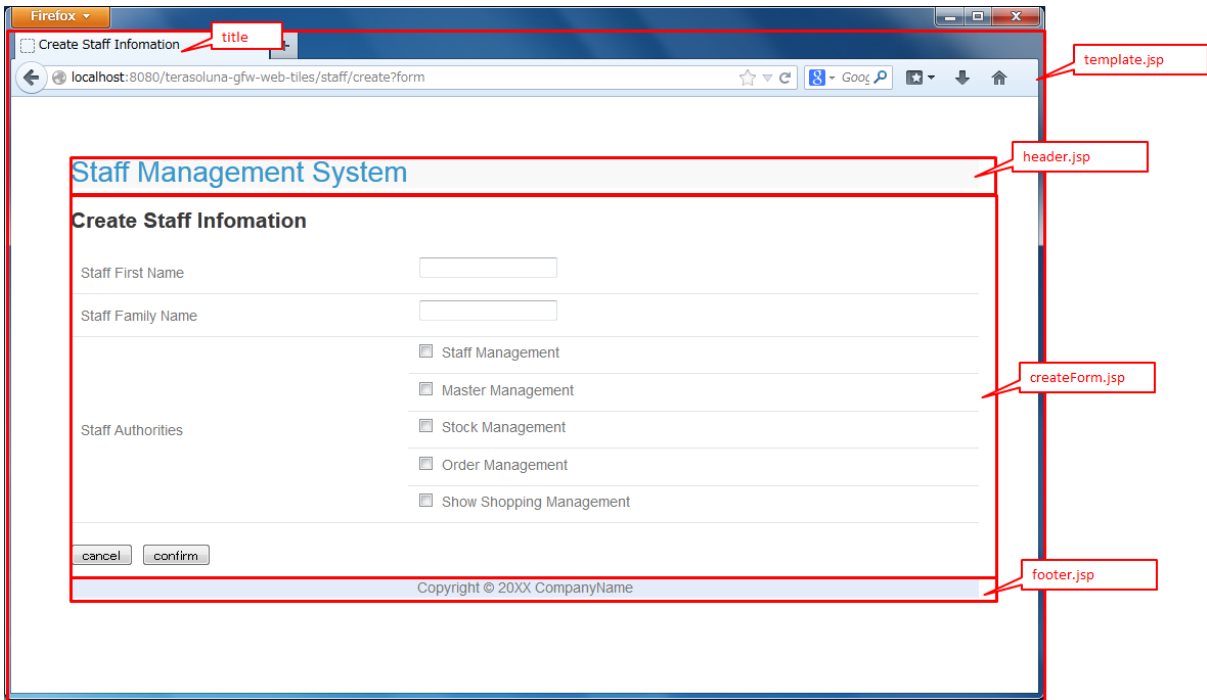 Firefox
title
Create Staff Infomation
template.jsp
localhost:8080/terasoluna-gfw-web-tiles/staff/create?form
Goog
header.jsp
Staff Management System
Create Staff Infomation
Staff First Name
Staff Family Name
Staff Management
createForm.jsp
Master Management
Staff Authorities
Stock Management
Order Management
Show Shopping Management
cancel confirm
footer.jsp
Copyright © 20XX CompanyName